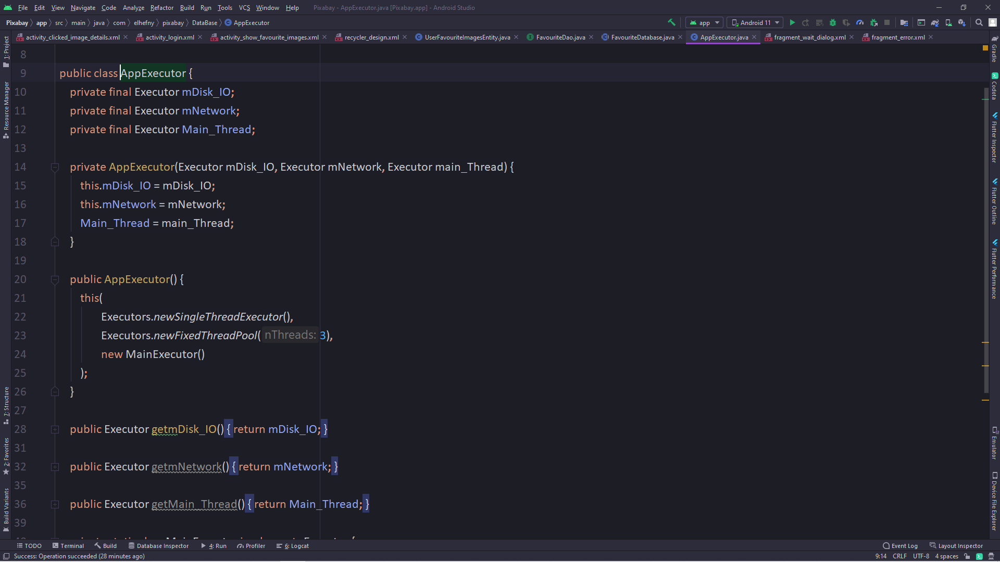 File Edit View Navigate Code Analyze Refactor Build Run Tools VCS Window Help Pixabay - AppExecutor.java [Pixabay.app] - Android Studio
Pixabay app src main java com elhefny pixabay DataBase AppExecutor app Android 11
activity_clicked_image_details.xml activity_login.xml activity_show_favourite_images.xml recycler_design.xml UserFavouriteImagesEntity.java FavouriteDao.java FavouriteDatabase.java AppExecutor.java fragment_wait_dialog.xml fragment_error.xml
1: Project
Resource Manager
7: Structure
2: Favorites
Build Variants
8
9 public class AppExecutor {
10 private final Executor mDisk_IO;
11 private final Executor mNetwork;
12 private final Executor Main_Thread;
13
14 private AppExecutor(Executor mDisk_IO, Executor mNetwork, Executor main_Thread) {
15 this.mDisk_IO = mDisk_IO;
16 this.mNetwork = mNetwork;
17 Main_Thread = main_Thread;
18 }
19
20 public AppExecutor() {
21 this(
22 Executors.newSingleThreadExecutor(),
23 Executors.newFixedThreadPool( nThreads: 3),
24 new MainExecutor()
25 );
26 }
27
28 public Executor getmDisk_IO() { return mDisk_IO; }
31
32 public Executor getmNetwork() { return mNetwork; }
35
36 public Executor getMain_Thread() { return Main_Thread; }
39
Gradle
Codota
Flutter Inspector
Flutter Outline
Flutter Performance
Emulator
Device File Explorer
TODO Terminal Build Database Inspector 4: Run Profiler 6: Logcat Event Log Layout Inspector
Success: Operation succeeded (28 minutes ago) 9:14 CRLF UTF-8 4 spaces